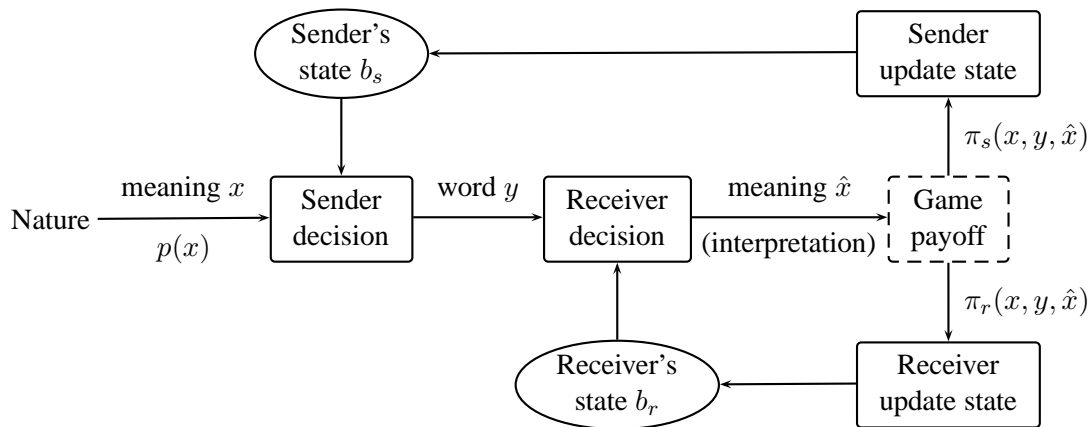 Sender's
state b_s
Sender
update state
π_s(x, y, x̂)
meaning x
Nature
p(x)
Sender
decision
word y
Receiver
decision
meaning x̂
(interpretation)
Game
payoff
π_r(x, y, x̂)
Receiver's
state b_r
Receiver
update state